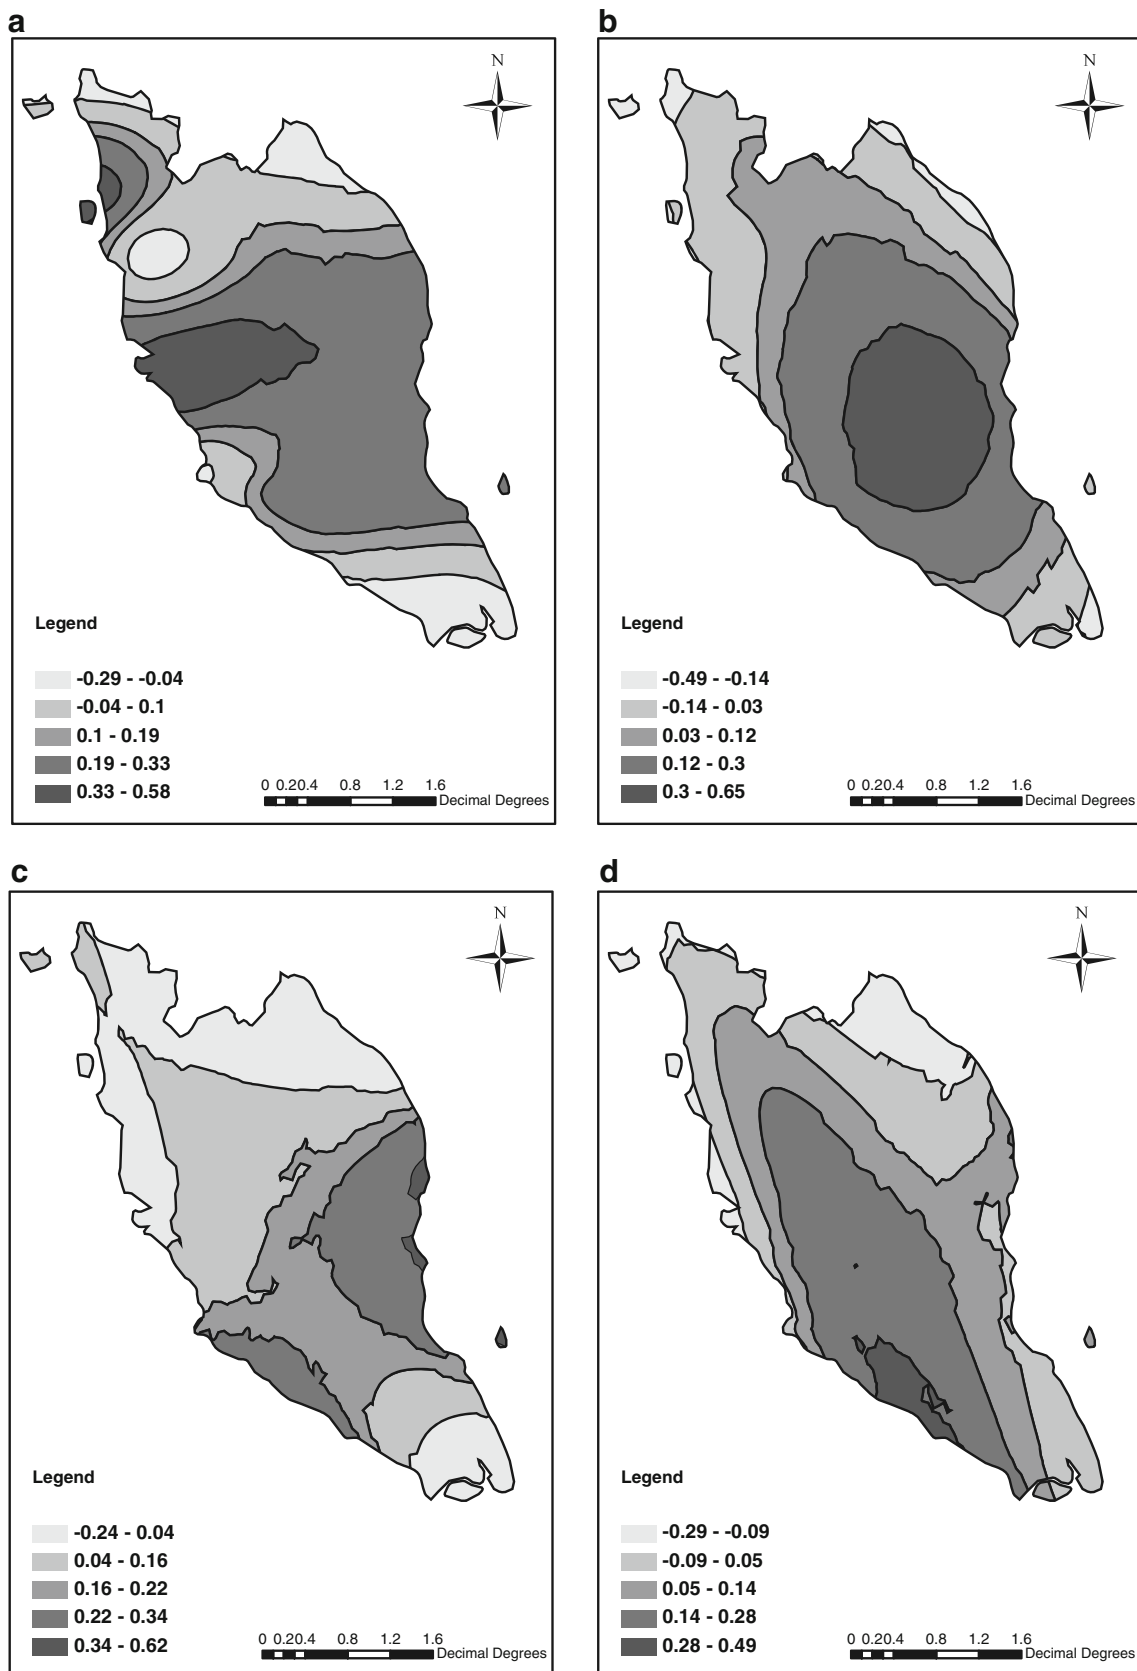 a
N
Legend
-0.29 - -0.04
-0.04 - 0.1
0.1 - 0.19
0.19 - 0.33
0.33 - 0.58
0 0.20.4 0.8 1.2 1.6
Decimal Degrees
b
N
Legend
-0.49 - -0.14
-0.14 - 0.03
0.03 - 0.12
0.12 - 0.3
0.3 - 0.65
0 0.20.4 0.8 1.2 1.6
Decimal Degrees
c
N
Legend
-0.24 - 0.04
0.04 - 0.16
0.16 - 0.22
0.22 - 0.34
0.34 - 0.62
0 0.20.4 0.8 1.2 1.6
Decimal Degrees
d
N
Legend
-0.29 - -0.09
-0.09 - 0.05
0.05 - 0.14
0.14 - 0.28
0.28 - 0.49
0 0.20.4 0.8 1.2 1.6
Decimal Degrees